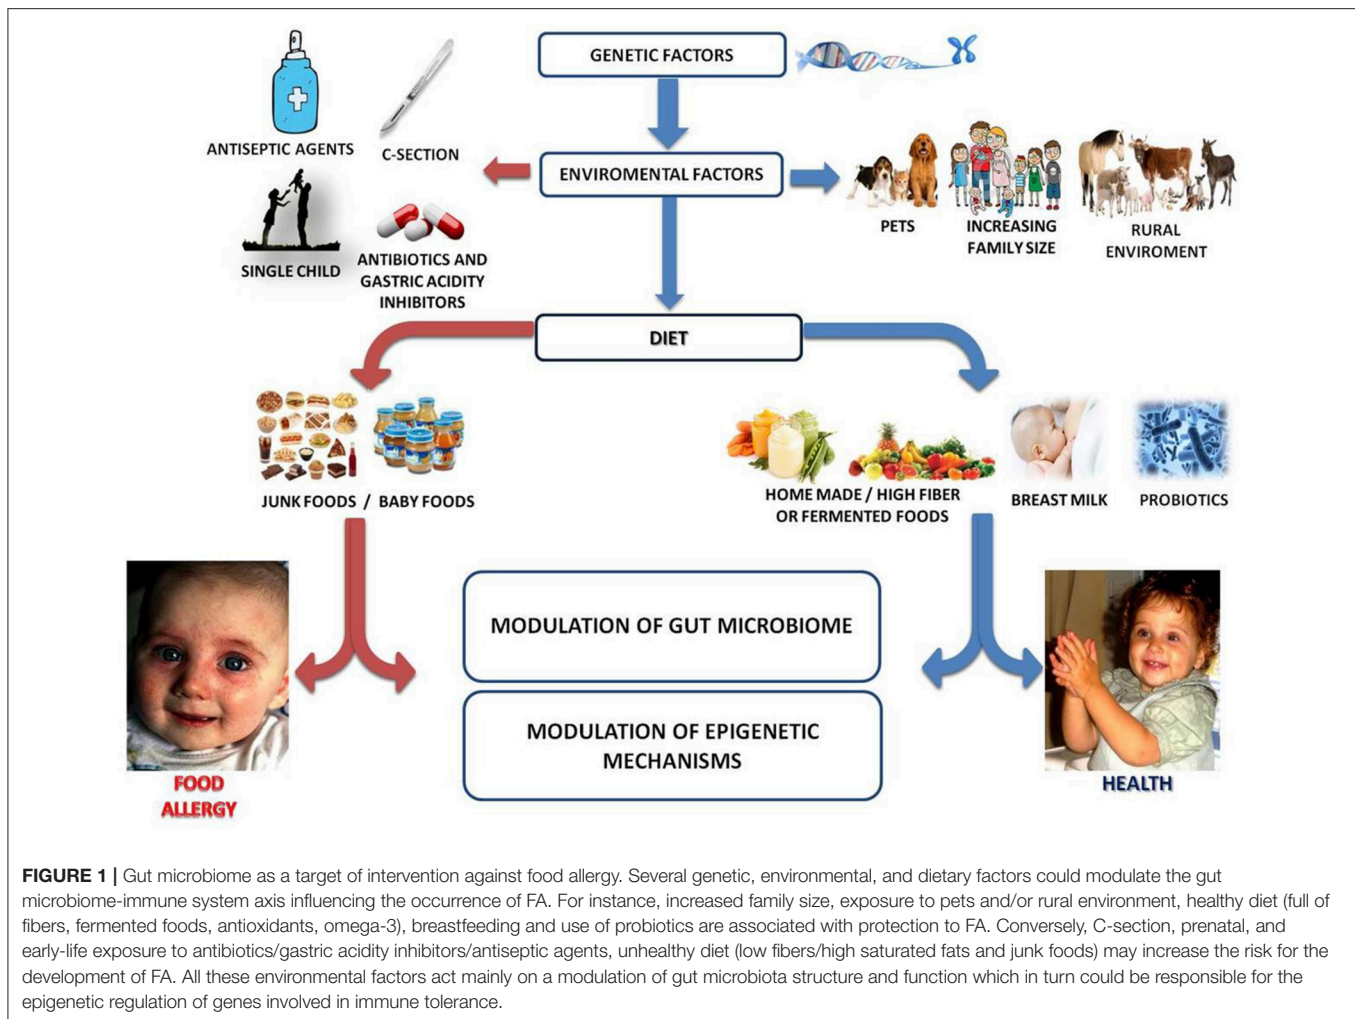 GENETIC FACTORS
ANTISEPTIC AGENTS
C-SECTION
ENVIROMENTAL FACTORS
PETS
INCREASING
FAMILY SIZE
RURAL
ENVIROMENT
SINGLE CHILD
ANTIBIOTICS AND
GASTRIC ACIDITY
INHIBITORS
DIET
JUNK FOODS / BABY FOODS
HOME MADE / HIGH FIBER
OR FERMENTED FOODS
BREAST MILK
PROBIOTICS
MODULATION OF GUT MICROBIOME
MODULATION OF EPIGENETIC
MECHANISMS
FOOD
ALLERGY
HEALTH
FIGURE 1 | Gut microbiome as a target of intervention against food allergy. Several genetic, environmental, and dietary factors could modulate the gut
microbiome-immune system axis influencing the occurrence of FA. For instance, increased family size, exposure to pets and/or rural environment, healthy diet (full of
fibers, fermented foods, antioxidants, omega-3), breastfeeding and use of probiotics are associated with protection to FA. Conversely, C-section, prenatal, and
early-life exposure to antibiotics/gastric acidity inhibitors/antiseptic agents, unhealthy diet (low fibers/high saturated fats and junk foods) may increase the risk for the
development of FA. All these environmental factors act mainly on a modulation of gut microbiota structure and function which in turn could be responsible for the
epigenetic regulation of genes involved in immune tolerance.